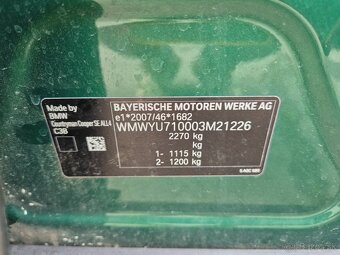 Made by
BMW
Countryman Cooper SE ALL4
C3B
BAYERISCHE MOTOREN WERKE AG
e1*2007/46*1682
WMWYU710003M21226
2270 kg
kg
1- 1115 kg
2- 1200 kg